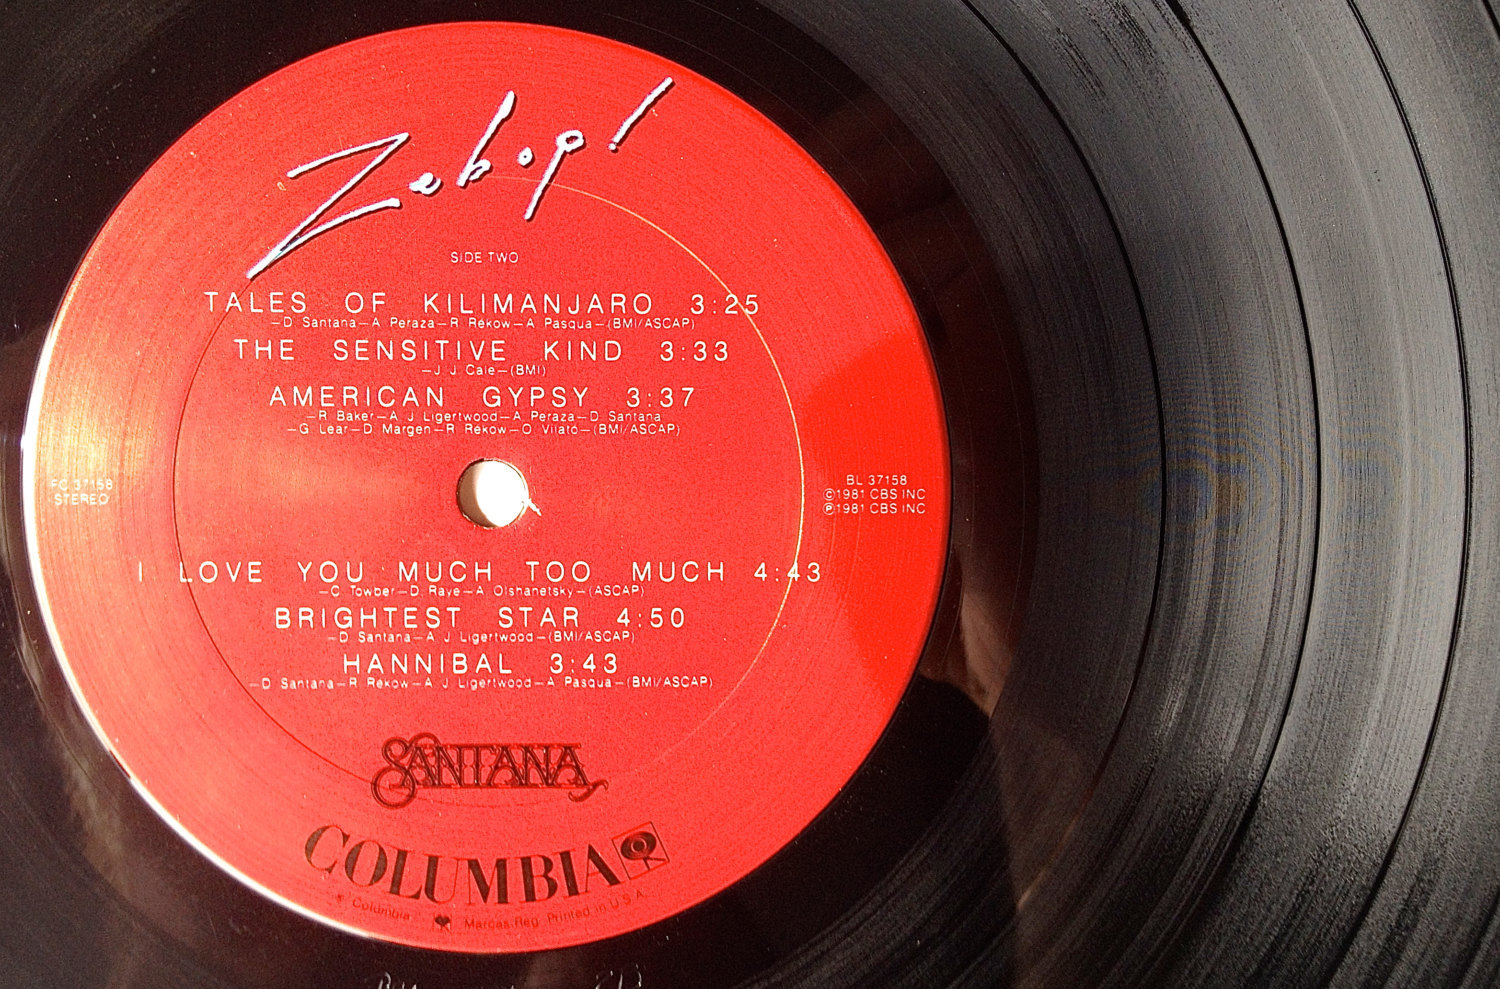 Zebop!
SIDE TWO
TALES OF KILIMANJARO 3:25
—D. Santana—A. Peraza—R. Rekow—A. Pasqua—(BMI/ASCAP)
THE SENSITIVE KIND 3:33
—J. J. Cale—(BMI)
AMERICAN GYPSY 3:37
—R. Baker—A. J. Ligertwood—A. Peraza—D. Santana
—G. Lear—D. Margen—R. Rekow—O. Vilato—(BMI/ASCAP)
FC 37158
STEREO
BL 37158
Ⓒ1981 CBS INC
Ⓟ1981 CBS INC
I LOVE YOU MUCH TOO MUCH 4:43
—C. Towber—D. Raye—A. Olshanetsky—(ASCAP)
BRIGHTEST STAR 4:50
—D. Santana—A. J. Ligertwood—(BMI/ASCAP)
HANNIBAL 3:43
—D. Santana—R. Rekow—A. J. Ligertwood—A. Pasqua—(BMI/ASCAP)
SANTANA
COLUMBIA
Columbia Marcas Reg. Printed in U.S.A.